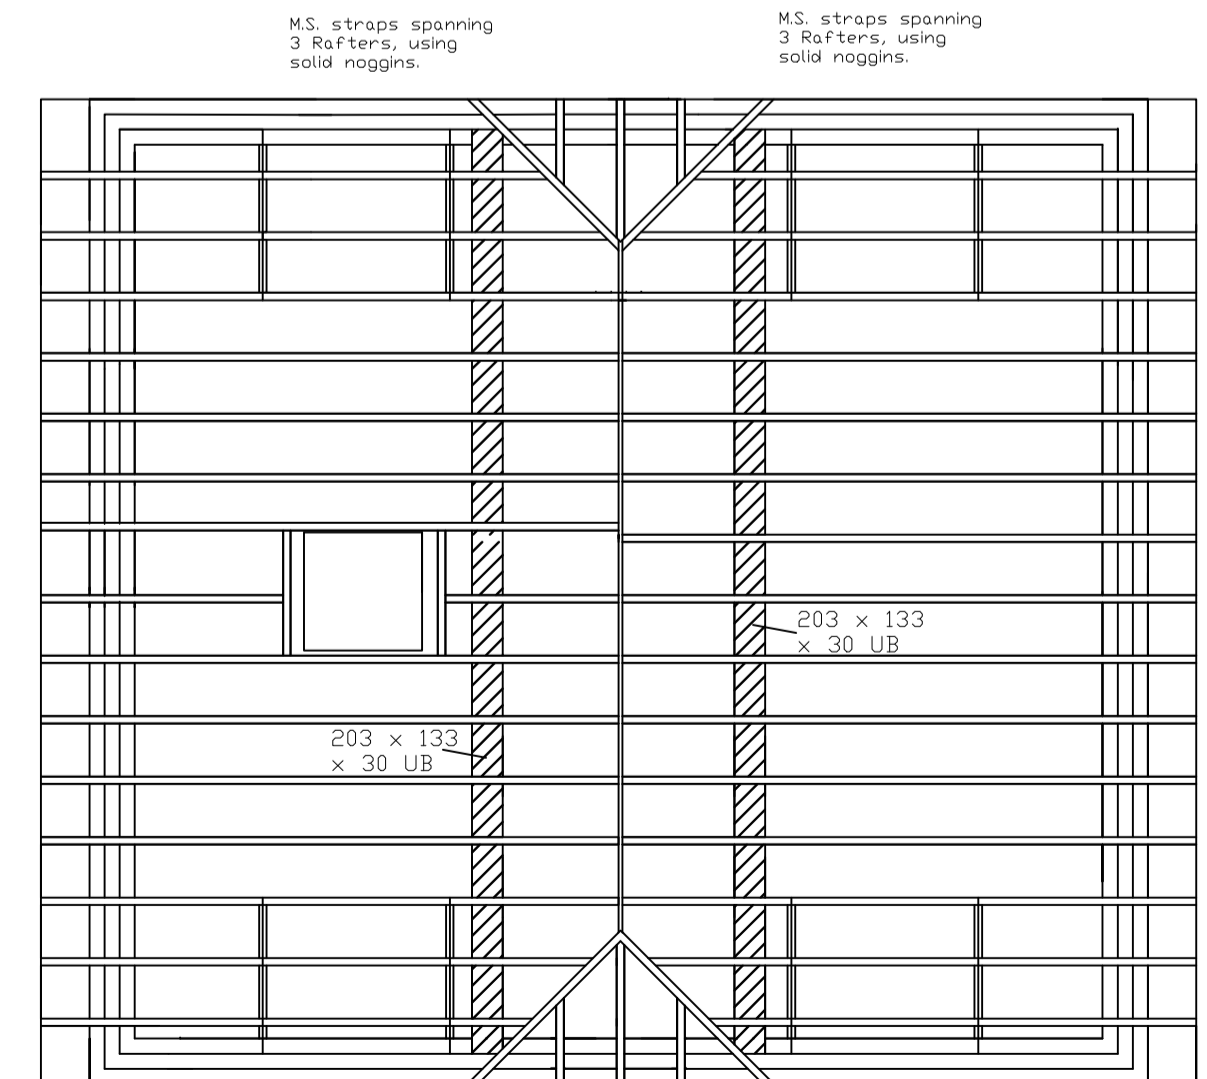 M.S. straps spanning
3 Rafters, using
solid noggins.
M.S. straps spanning
3 Rafters, using
solid noggins.
203 x 133
x 30 UB
203 x 133
x 30 UB